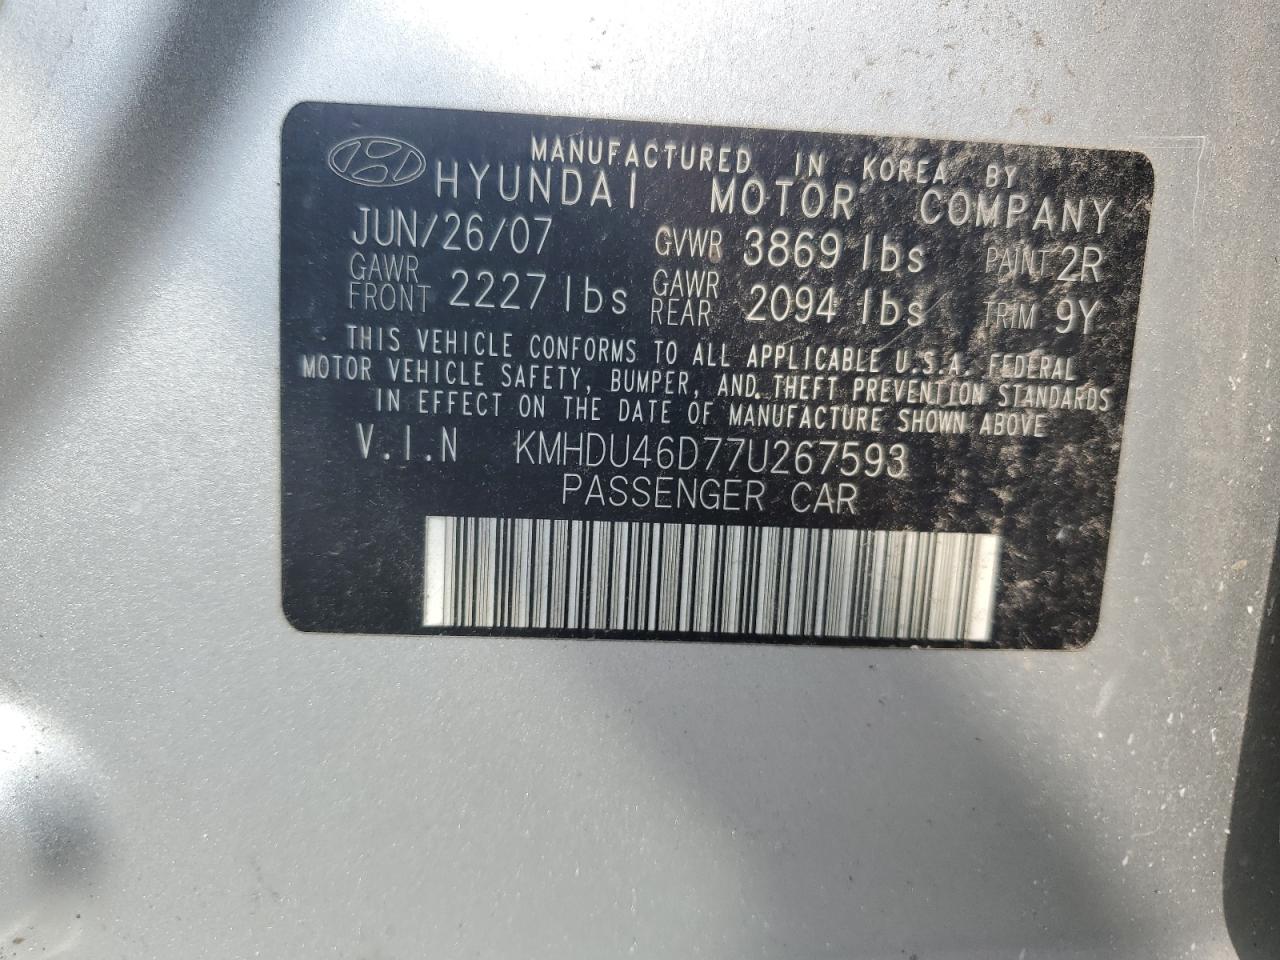 MANUFACTURED IN KOREA BY
HYUNDAI MOTOR COMPANY
JUN/26/07 GVWR 3869 lbs PAINT 2R
GAWR FRONT 2227 lbs GAWR REAR 2094 lbs TRIM 9Y
THIS VEHICLE CONFORMS TO ALL APPLICABLE U.S.A. FEDERAL
MOTOR VEHICLE SAFETY, BUMPER, AND THEFT PREVENTION STANDARDS
IN EFFECT ON THE DATE OF MANUFACTURE SHOWN ABOVE
V.I.N KMHDU46D77U267593
PASSENGER CAR